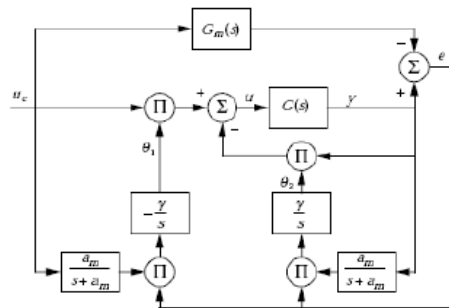 G_m(s)
−
Σ
e
+
u_c
Π
+
Σ
−
u
G(s)
y
θ_1
Π
θ_2
−γ/s
γ/s
a_m/(s+a_m)
Π
Π
a_m/(s+a_m)